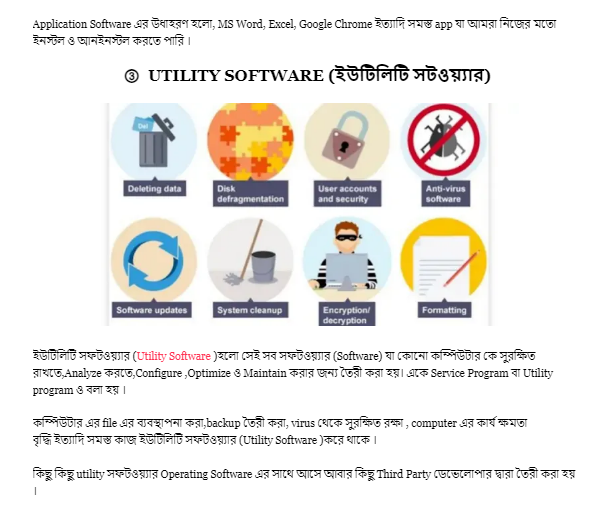 Application Software এর উধাহরণ হলো, MS Word, Excel, Google Chrome ইত্যাদি সমস্ত app যা আমরা নিজের মতো
ইনস্টল ও আনইনস্টল করতে পারি ।
③ UTILITY SOFTWARE (ইউটিলিটি সটওয়্যার)
Del
Deleting data
Disk
defragmentation
User accounts
and security
Anti-virus
software
Software updates
System cleanup
Encryption/
decryption
Formatting
ইউটিলিটি সফটওয়্যার (Utility Software )হলো সেই সব সফটওয়্যার (Software) যা কোনো কম্পিউটার কে সুরক্ষিত
রাখতে,Analyze করতে,Configure ,Optimize ও Maintain করার জন্য তৈরী করা হয়। একে Service Program বা Utility
program ও বলা হয় ।
কম্পিউটার এর file এর ব্যবস্থাপনা করা,backup তৈরী করা, virus থেকে সুরক্ষিত রক্ষা , computer এর কার্য ক্ষমতা
বৃদ্ধি ইত্যাদি সমস্ত কাজ ইউটিলিটি সফটওয়্যার (Utility Software )করে থাকে ।
কিছু কিছু utility সফটওয়্যার Operating Software এর সাথে আসে আবার কিছু Third Party ডেভেলোপার দ্বারা তৈরী করা হয়
।